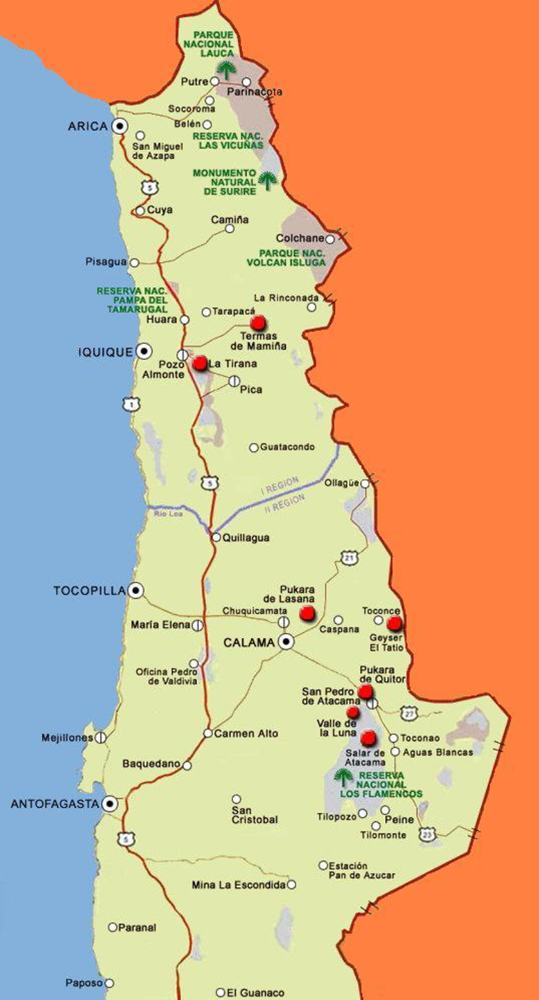 PARQUE
NACIONAL
LAUCA
Putre
Parinacota
Socoroma
ARICA
Belén
San Miguel
de Azapa
RESERVA NAC.
LAS VICUÑAS
MONUMENTO
NATURAL
DE SURIRE
5
Cuya
Camiña
Colchane
PARQUE NAC.
VOLCAN ISLUGA
Pisagua
RESERVA NAC.
PAMPA DEL
TAMARUGAL
La Rinconada
Tarapacá
Huara
Termas
de Mamiña
IQUIQUE
Pozo
Almonte
La Tirana
Pica
1
Guatacondo
5
I REGION
II REGION
Ollagüe
Río Loa
Quillagua
21
TOCOPILLA
Pukara
de Lasana
Chuquicamata
Toconce
María Elena
Caspana
CALAMA
Geyser
El Tatio
Oficina Pedro
de Valdivia
Pukara
de Quitor
San Pedro
de Atacama
27
Valle de
la Luna
Mejillones
Carmen Alto
Toconao
Salar de
Atacama
Aguas Blancas
Baquedano
RESERVA
NACIONAL
LOS FLAMENCOS
ANTOFAGASTA
San
Cristobal
Tilopozo
Peine
Tilomonte
23
5
Estación
Pan de Azucar
Mina La Escondida
Paranal
Paposo
El Guanaco